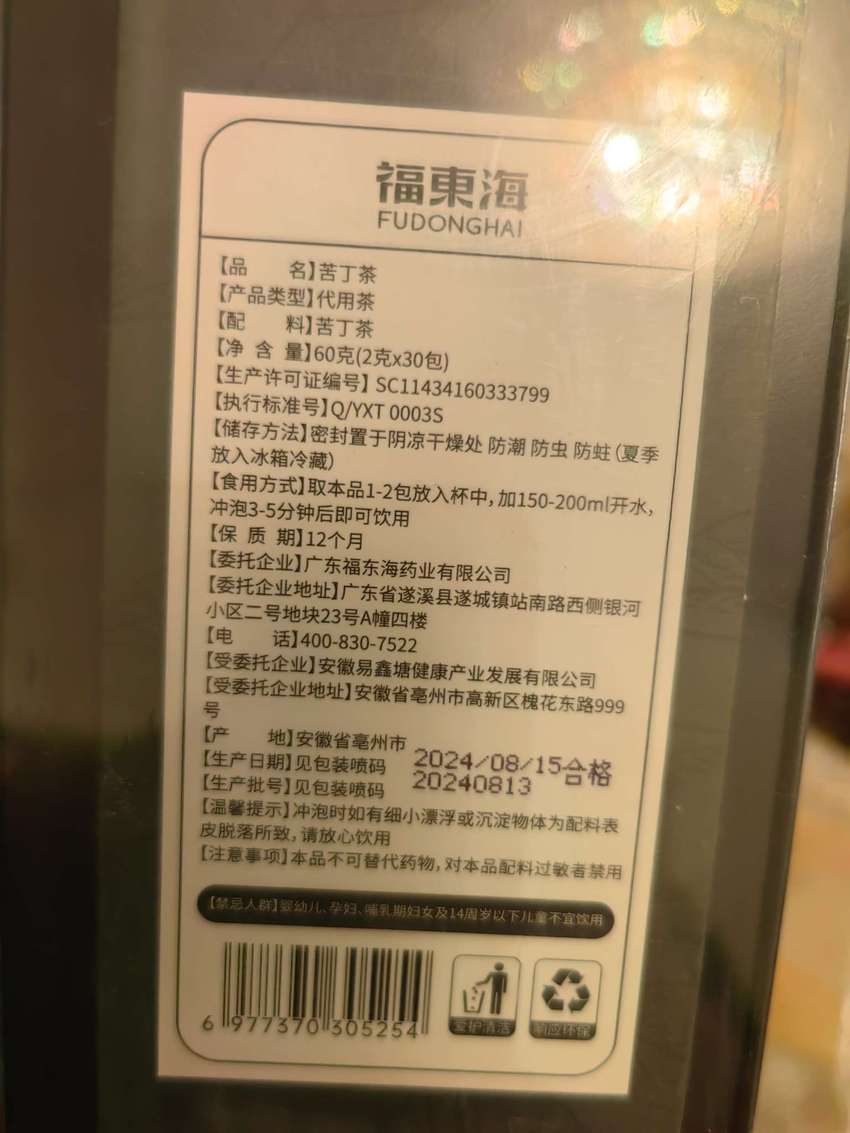 福東海
FUDONGHAI
【品 名】苦丁茶
【产品类型】代用茶
【配 料】苦丁茶
【净 含 量】60克(2克x30包)
【生产许可证编号】SC11434160333799
【执行标准号】Q/YXT 0003S
【储存方法】密封置于阴凉干燥处 防潮 防虫 防蛀(夏季
放入冰箱冷藏)
【食用方式】取本品1-2包放入杯中,加150-200ml开水,
冲泡3-5分钟后即可饮用
【保 质 期】12个月
【委托企业】广东福东海药业有限公司
【委托企业地址】广东省遂溪县遂城镇站南路西侧银河
小区二号地块23号A幢四楼
【电 话】400-830-7522
【受委托企业】安徽易鑫塘健康产业发展有限公司
【受委托企业地址】安徽省亳州市高新区槐花东路999
号
【产 地】安徽省亳州市
【生产日期】见包装喷码 2024/08/15合格
【生产批号】见包装喷码 20240813
【温馨提示】冲泡时如有细小漂浮或沉淀物体为配料表
皮脱落所致,请放心饮用
【注意事项】本品不可替代药物,对本品配料过敏者禁用
【禁忌人群】婴幼儿、孕妇、哺乳期妇女及14周岁以下儿童不宜饮用
6 977370 305254
爱护清洁 响应环保